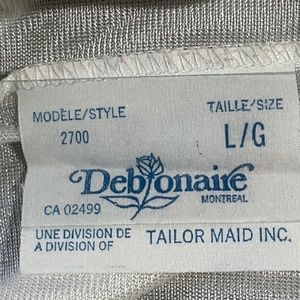 MODÈLE/STYLE TAILLE/SIZE
2700 L/G
Debonaire
MONTREAL
CA 02499
UNE DIVISION DE
A DIVISION OF TAILOR MAID INC.